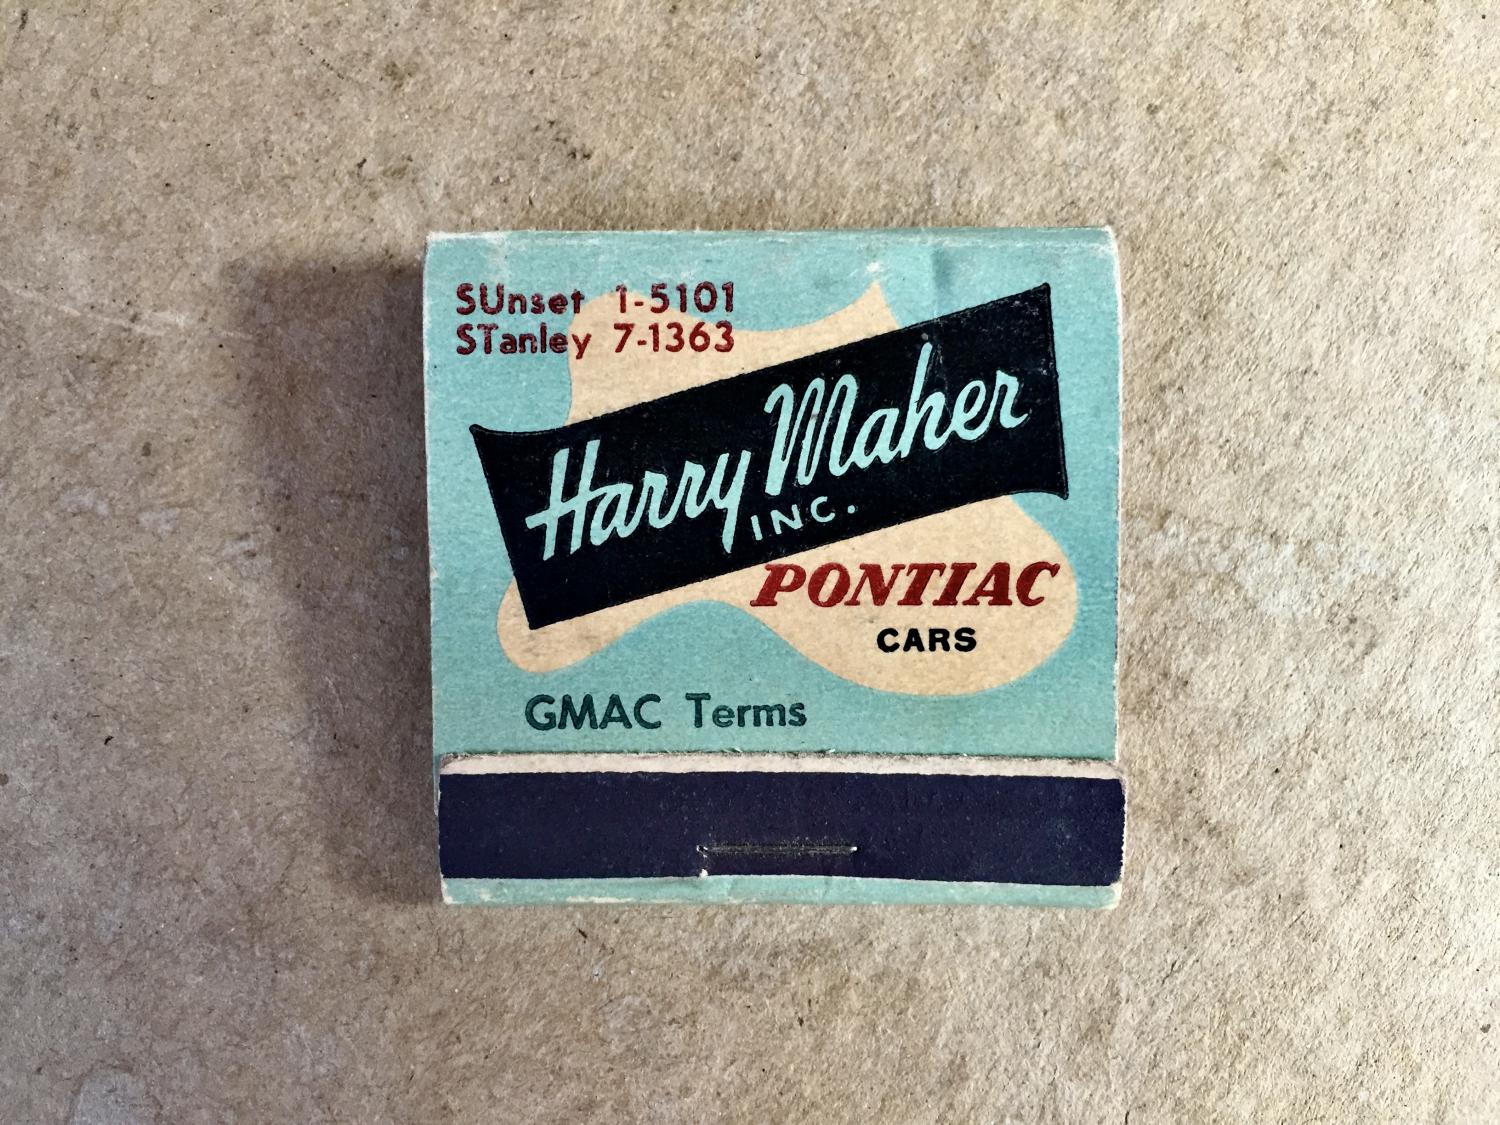 SUnset 1-5101
STanley 7-1363
Harry Maher
INC.
PONTIAC
CARS
GMAC Terms